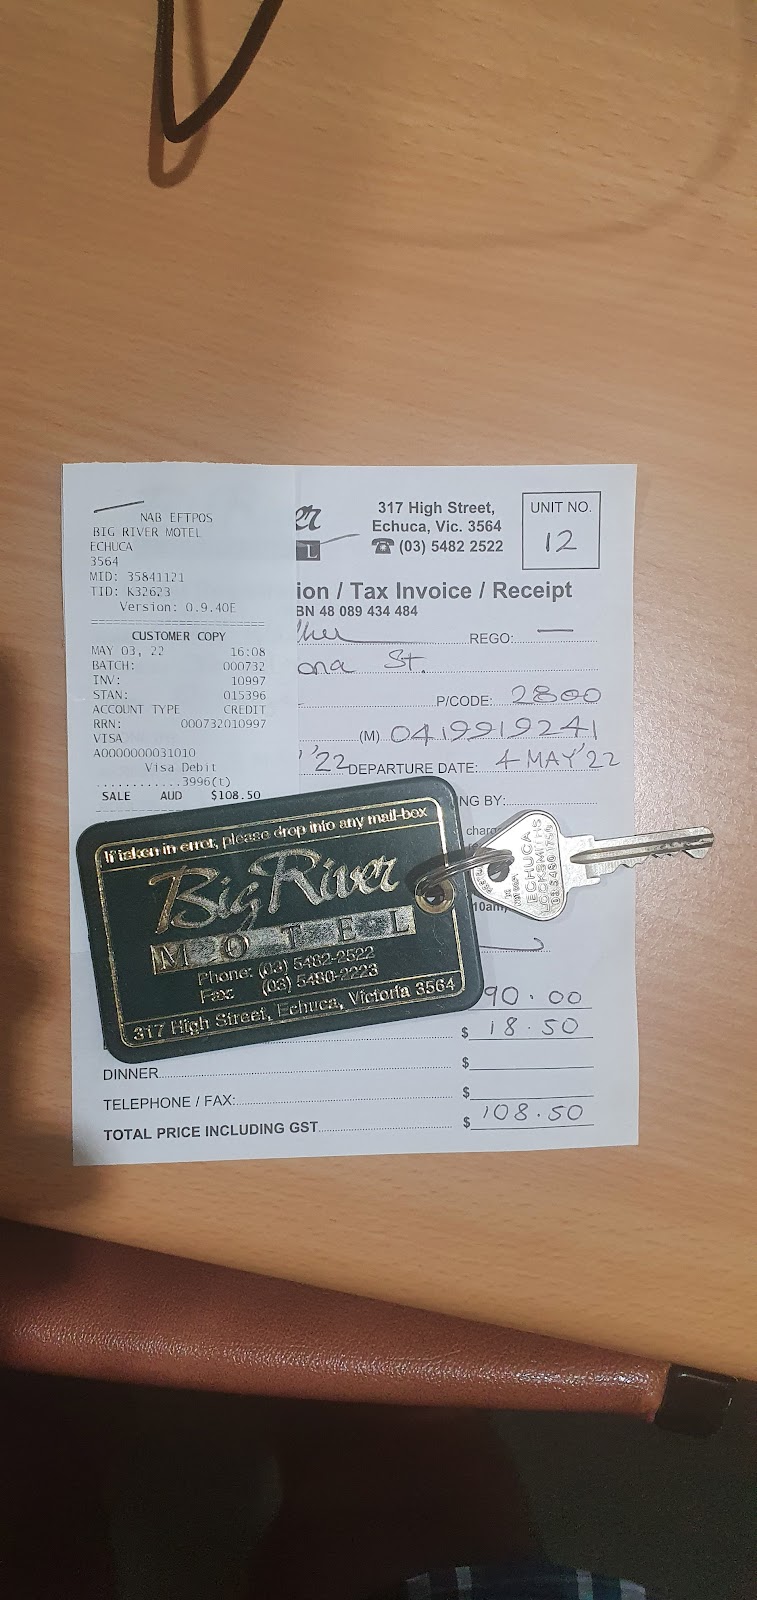 NAB EFTPOS
BIG RIVER MOTEL
ECHUCA
3564
MID: 35841121
TID: K32623
Version: 0.9.40E
CUSTOMER COPY
MAY 03, 22 16:08
BATCH: 000732
INV: 10997
STAN: 015396
ACCOUNT TYPE CREDIT
RRN: 000732010997
VISA
A0000000031010
Visa Debit
............3996(t)
SALE AUD $108.50
317 High Street,
Echuca, Vic. 3564
(03) 5482 2522
UNIT NO.
12
ion / Tax Invoice / Receipt
BN 48 089 434 484
REGO: —
ona St.
P/CODE: 2800
(M) 0419919241
'22 DEPARTURE DATE: 4 MAY '22
NG BY:
charg
10am)
If taken in error, please drop into any mail-box
Big River
MOTEL
Phone: (03) 5482-2522
Fax: (03) 5480-2223
317 High Street, Echuca, Victoria 3564
ECHUCA
LOCKSMITHS
90.00
$ 18.50
DINNER $
TELEPHONE / FAX: $
TOTAL PRICE INCLUDING GST $ 108.50